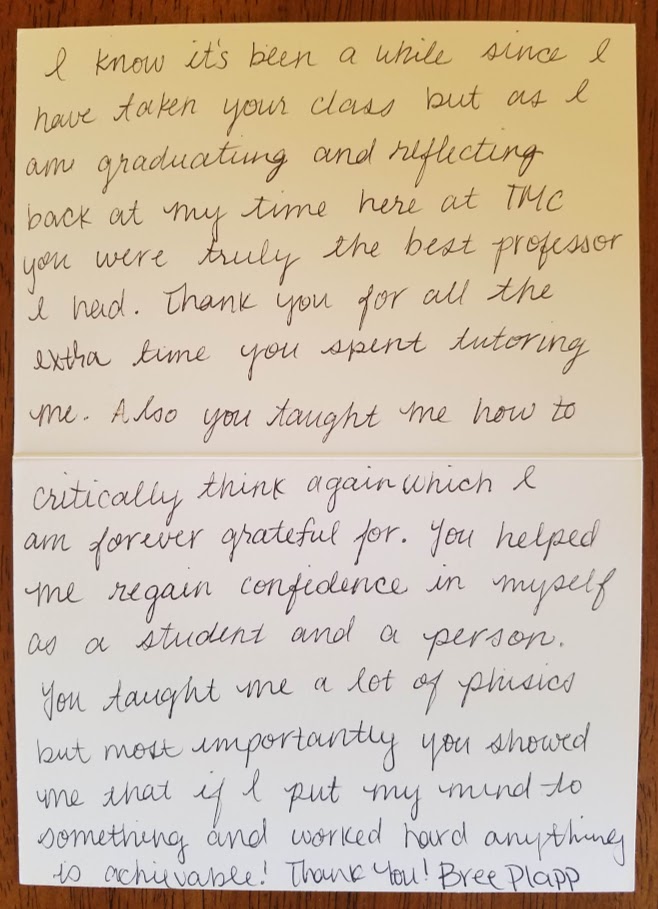 I know it's been a while since I
have taken your class but as I
am graduating and reflecting
back at my time here at TMC
you were truly the best professor
I had. Thank you for all the
extra time you spent tutoring
me. Also you taught me how to
critically think again which I
am forever grateful for. You helped
me regain confidence in myself
as a student and a person.
You taught me a lot of phisics
but most importantly you showed
me that if I put my mind to
something and worked hard anything
is achievable! Thank You! Bree Plapp